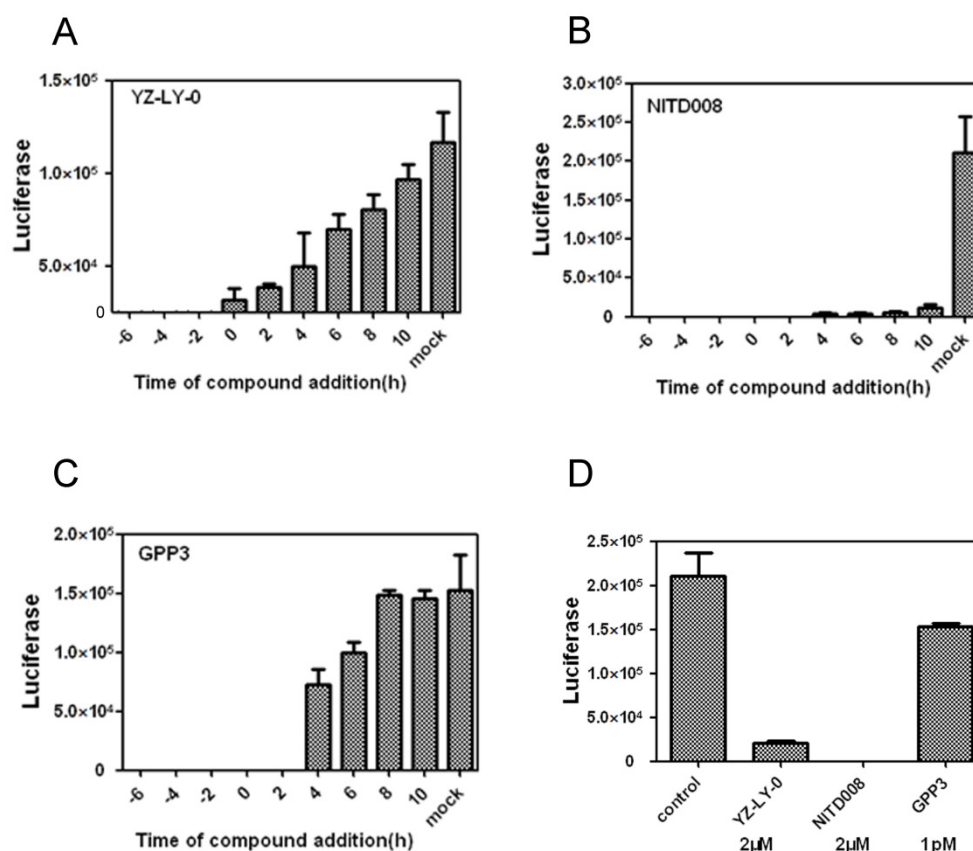 A
YZ-LY-0
Luciferase
1.5×10⁵
1.0×10⁵
5.0×10⁴
0
-6 -4 -2 0 2 4 6 8 10 mock
Time of compound addition(h)
B
NITD008
Luciferase
3.0×10⁵
2.5×10⁵
2.0×10⁵
1.5×10⁵
1.0×10⁵
5.0×10⁴
0
-6 -4 -2 0 2 4 6 8 10 mock
Time of compound addition(h)
C
GPP3
Luciferase
2.0×10⁵
1.5×10⁵
1.0×10⁵
5.0×10⁴
0
-6 -4 -2 0 2 4 6 8 10 mock
Time of compound addition(h)
D
Luciferase
2.5×10⁵
2.0×10⁵
1.5×10⁵
1.0×10⁵
5.0×10⁴
0
control YZ-LY-0 NITD008 GPP3
2μM 2μM 1pM